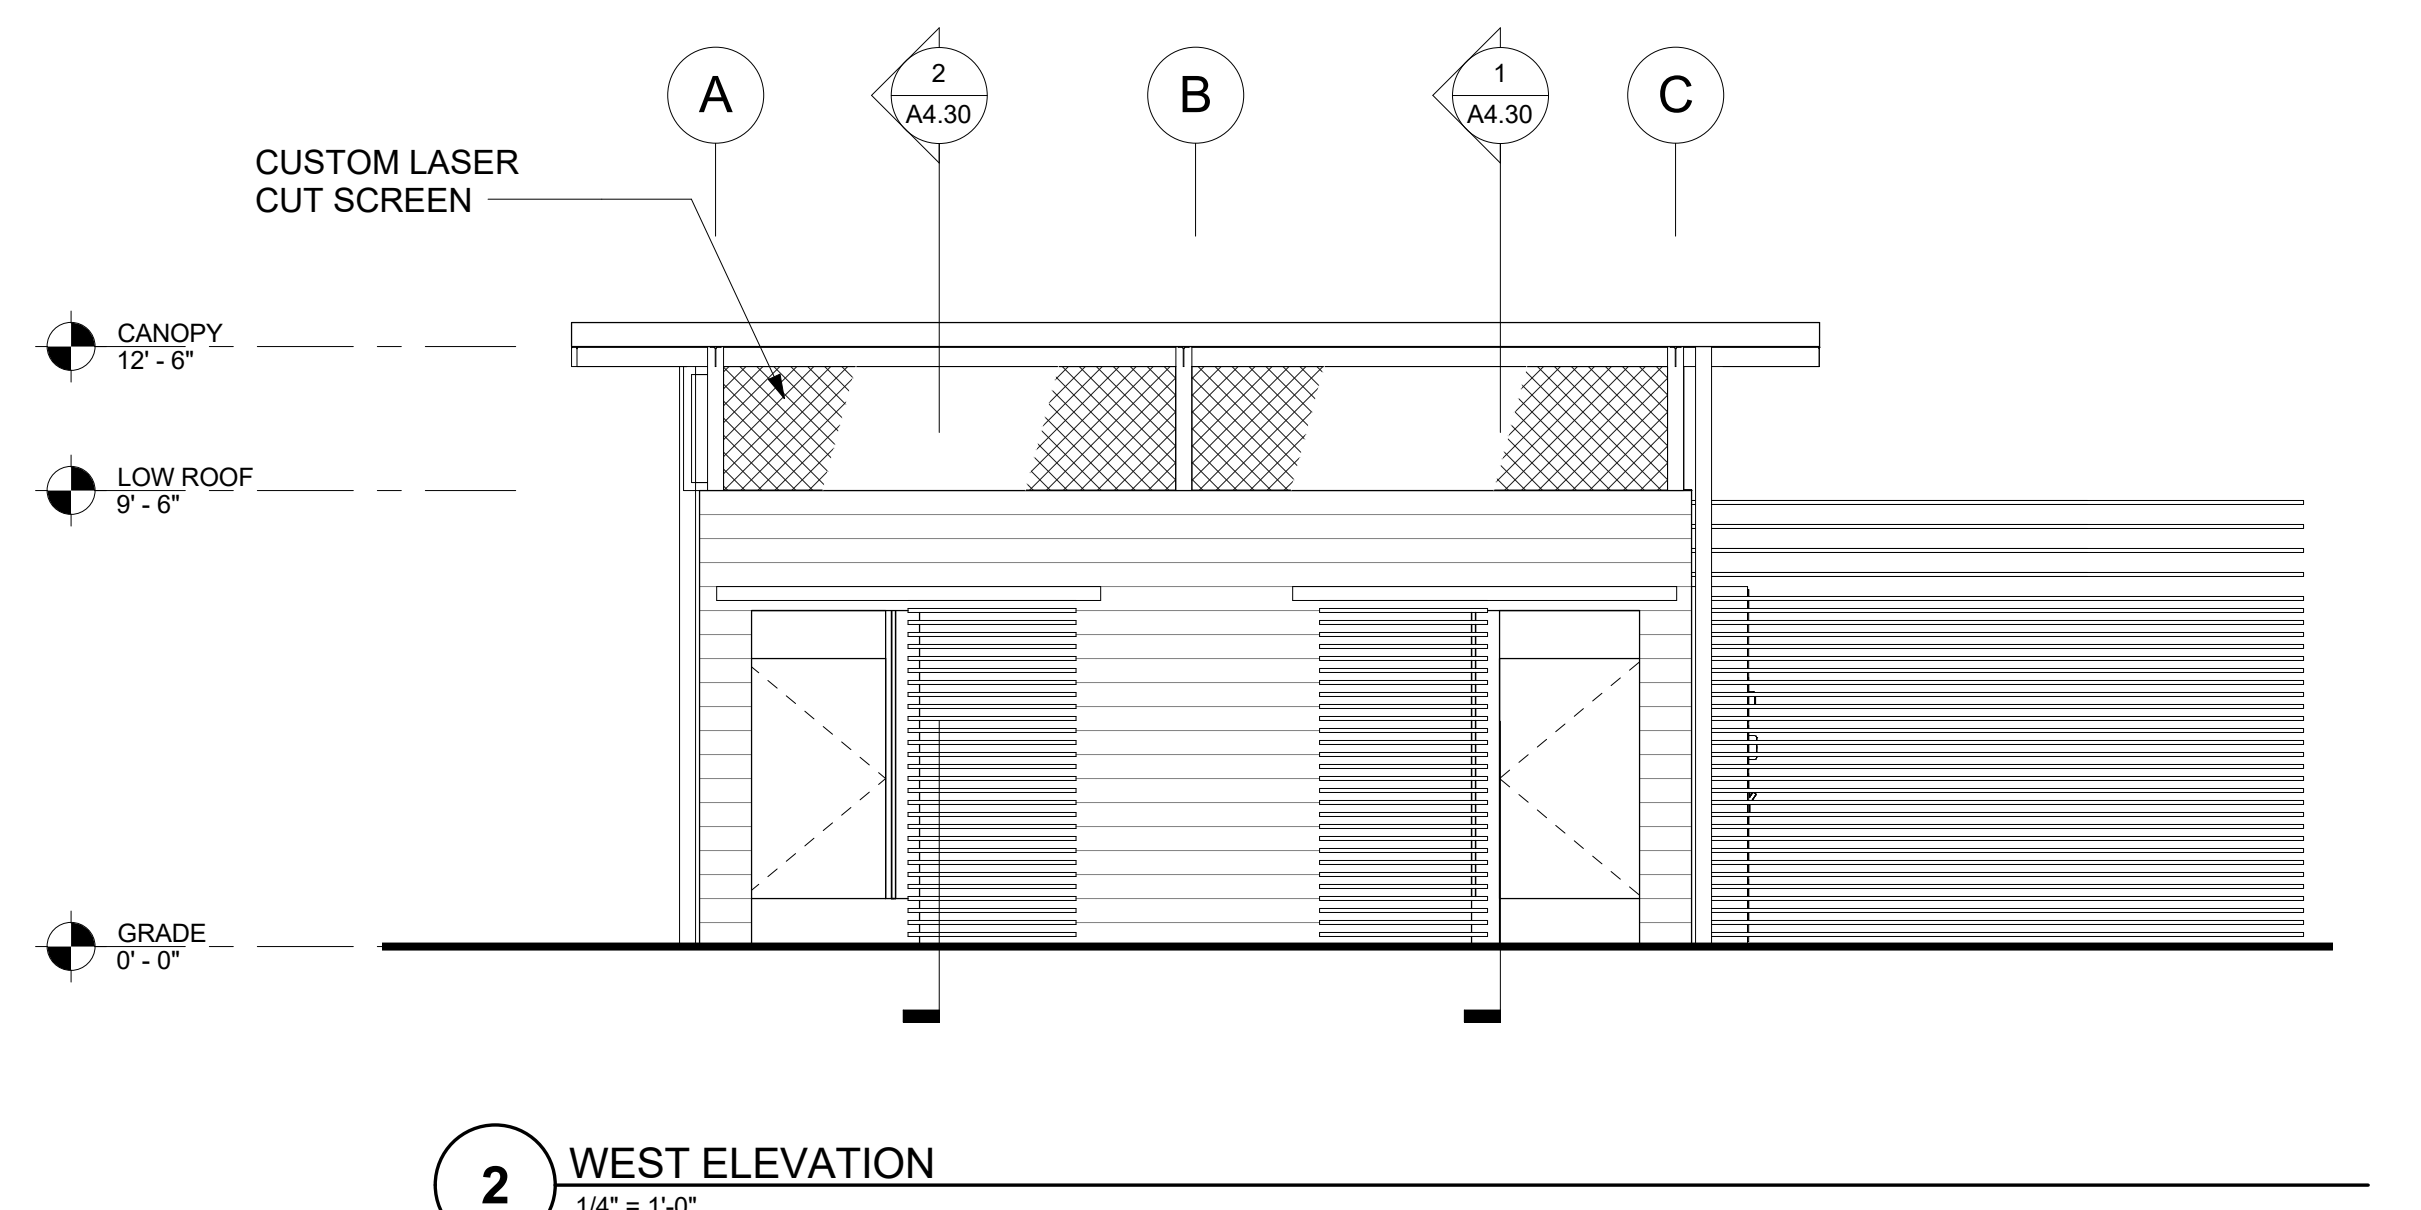 A
2
A4.30
B
1
A4.30
C
CUSTOM LASER
CUT SCREEN
CANOPY
12' - 6"
LOW ROOF
9' - 6"
GRADE
0' - 0"
2
WEST ELEVATION
1/4" = 1'-0"